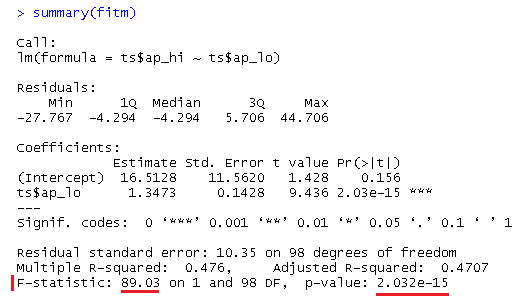 > summary(fitm)
Call:
lm(formula = ts$ap_hi ~ ts$ap_lo)
Residuals:
    Min      1Q  Median      3Q     Max
-27.767  -4.294  -4.294   5.706  44.706
Coefficients:
            Estimate Std. Error t value Pr(>|t|)
(Intercept)  16.5128    11.5620   1.428    0.156
ts$ap_lo      1.3473     0.1428   9.436 2.03e-15 ***
---
Signif. codes:  0 ‘***’ 0.001 ‘**’ 0.01 ‘*’ 0.05 ‘.’ 0.1 ‘ ’ 1
Residual standard error: 10.35 on 98 degrees of freedom
Multiple R-squared:  0.476,	Adjusted R-squared:  0.4707
F-statistic: 89.03 on 1 and 98 DF,  p-value: 2.032e-15